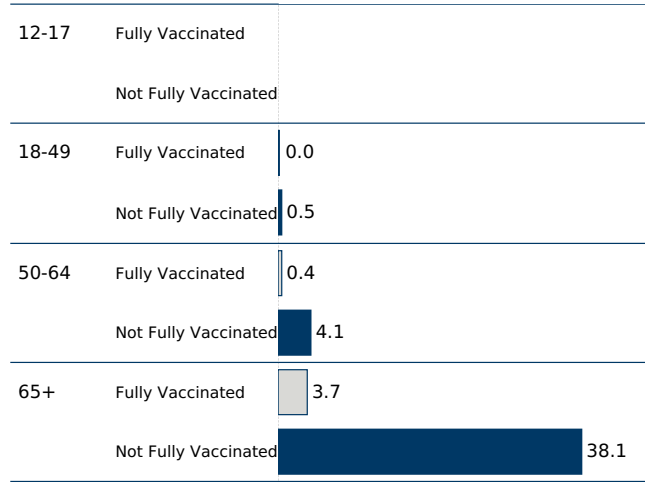 12-17 Fully Vaccinated
Not Fully Vaccinated
18-49 Fully Vaccinated 0.0
Not Fully Vaccinated 0.5
50-64 Fully Vaccinated 0.4
Not Fully Vaccinated 4.1
65+ Fully Vaccinated 3.7
Not Fully Vaccinated 38.1